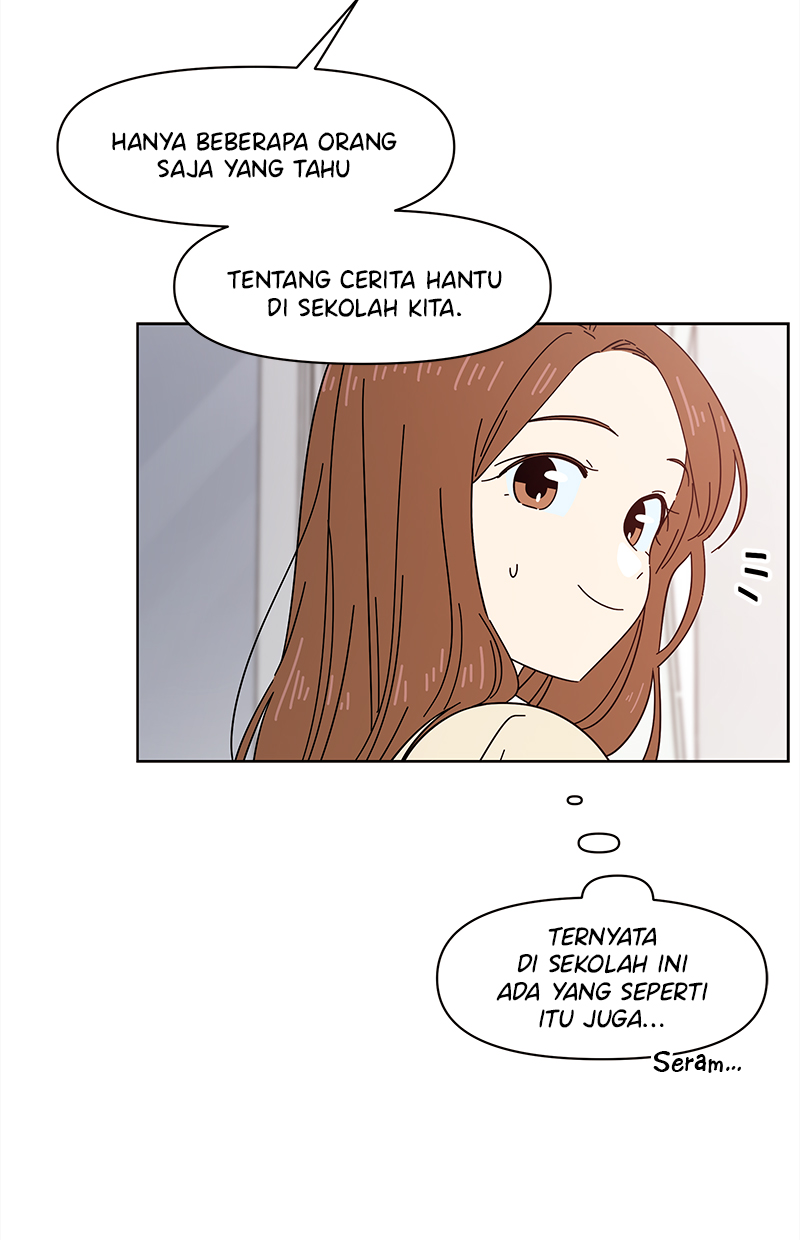 HANYA BEBERAPA ORANG
SAJA YANG TAHU
TENTANG CERITA HANTU
DI SEKOLAH KITA.
TERNYATA
DI SEKOLAH INI
ADA YANG SEPERTI
ITU JUGA...
Seram...